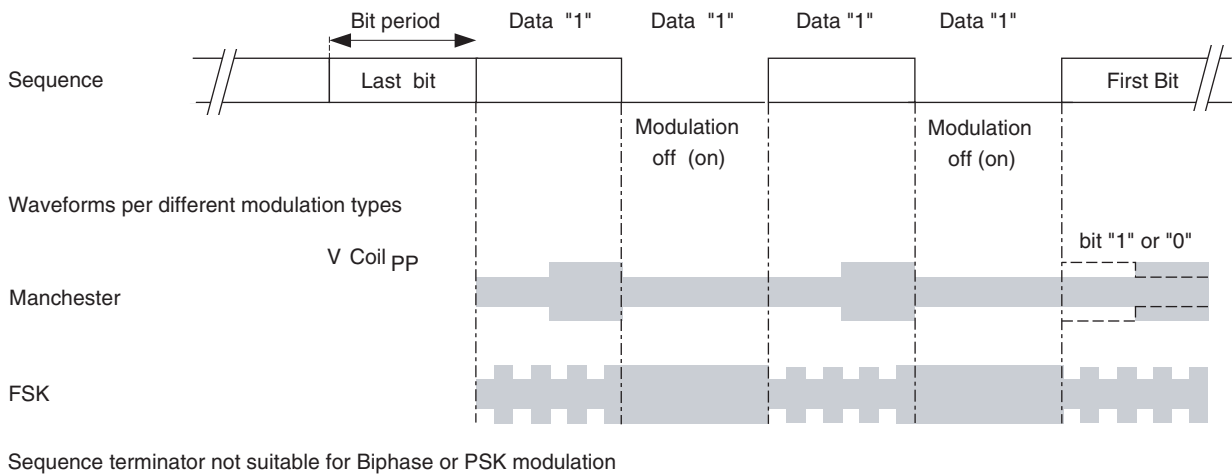 Bit period
Data "1"
Data "1"
Data "1"
Data "1"
Sequence
Last bit
First Bit
Modulation
off (on)
Modulation
off (on)
Waveforms per different modulation types
bit "1" or "0"
V Coil PP
Manchester
FSK
Sequence terminator not suitable for Biphase or PSK modulation